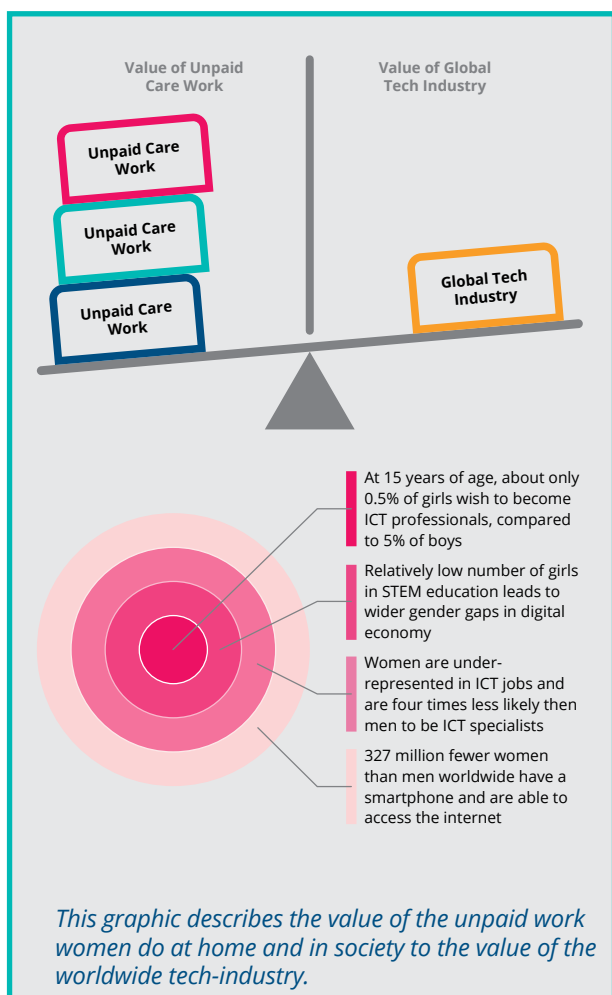 Value of Unpaid
Care Work
Value of Global
Tech Industry
Unpaid Care
Work
Unpaid Care
Work
Unpaid Care
Work
Global Tech
Industry
At 15 years of age, about only
0.5% of girls wish to become
ICT professionals, compared
to 5% of boys
Relatively low number of girls
in STEM education leads to
wider gender gaps in digital
economy
Women are under-
represented in ICT jobs and
are four times less likely then
men to be ICT specialists
327 million fewer women
than men worldwide have a
smartphone and are able to
access the internet
This graphic describes the value of the unpaid work
women do at home and in society to the value of the
worldwide tech-industry.